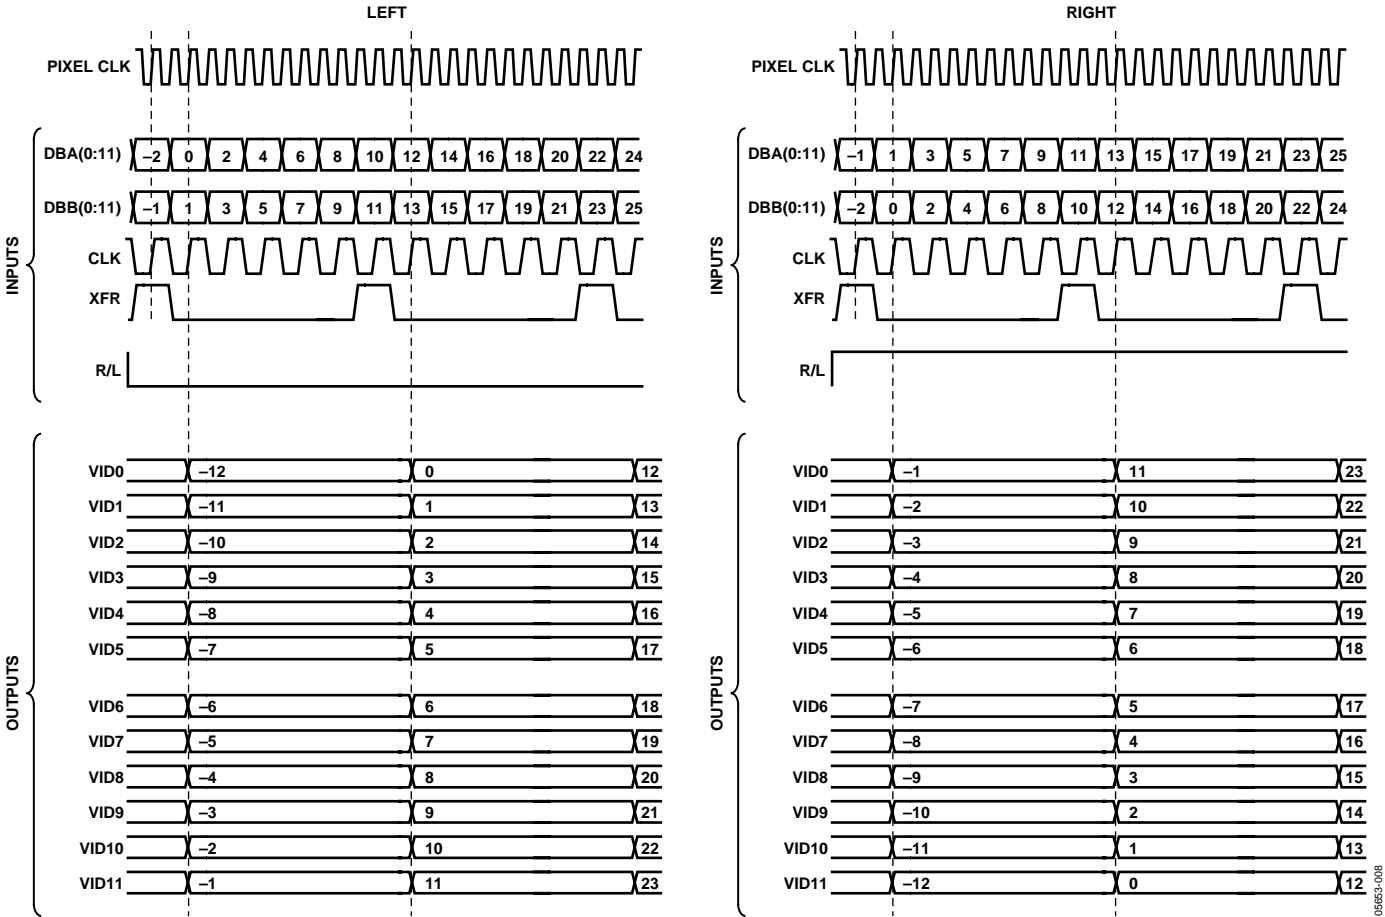 LEFT
PIXEL CLK
INPUTS
DBA(0:11) –2 0 2 4 6 8 10 12 14 16 18 20 22 24
DBB(0:11) –1 1 3 5 7 9 11 13 15 17 19 21 23 25
CLK
XFR
R/L
OUTPUTS
VID0 –12 0 12
VID1 –11 1 13
VID2 –10 2 14
VID3 –9 3 15
VID4 –8 4 16
VID5 –7 5 17
VID6 –6 6 18
VID7 –5 7 19
VID8 –4 8 20
VID9 –3 9 21
VID10 –2 10 22
VID11 –1 11 23
RIGHT
PIXEL CLK
INPUTS
DBA(0:11) –1 1 3 5 7 9 11 13 15 17 19 21 23 25
DBB(0:11) –2 0 2 4 6 8 10 12 14 16 18 20 22 24
CLK
XFR
R/L
OUTPUTS
VID0 –1 11 23
VID1 –2 10 22
VID2 –3 9 21
VID3 –4 8 20
VID4 –5 7 19
VID5 –6 6 18
VID6 –7 5 17
VID7 –8 4 16
VID8 –9 3 15
VID9 –10 2 14
VID10 –11 1 13
VID11 –12 0 12
05653-008